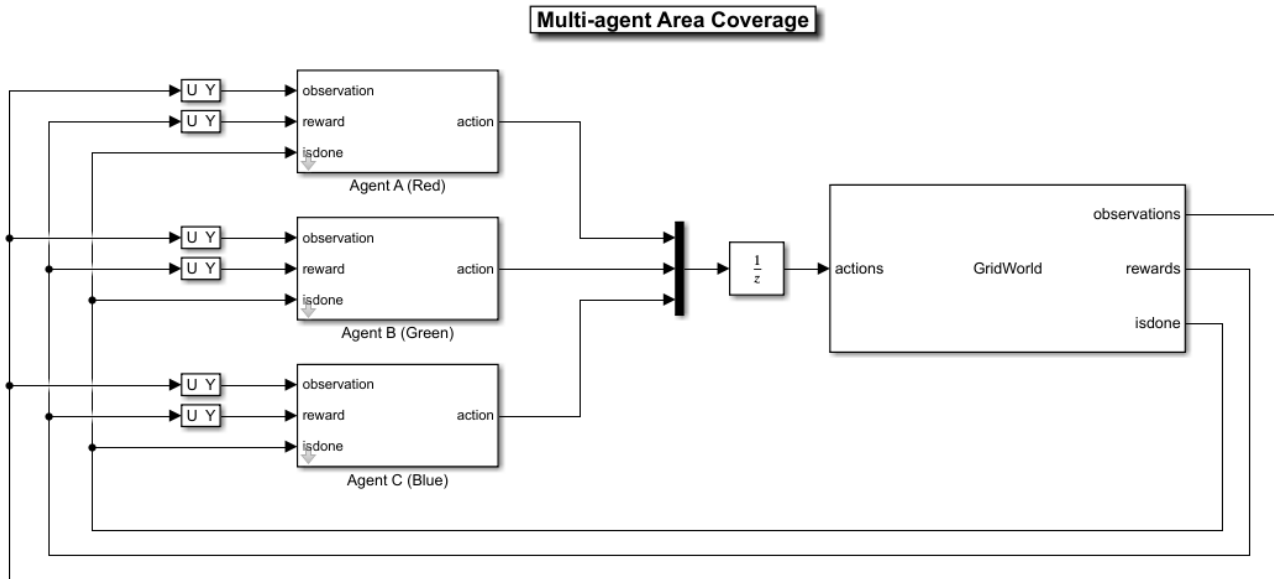 Multi-agent Area Coverage
U Y
observation
U Y
reward
action
isdone
Agent A (Red)
U Y
observation
U Y
reward
action
isdone
Agent B (Green)
U Y
observation
U Y
reward
action
isdone
Agent C (Blue)
1
z
actions
GridWorld
observations
rewards
isdone